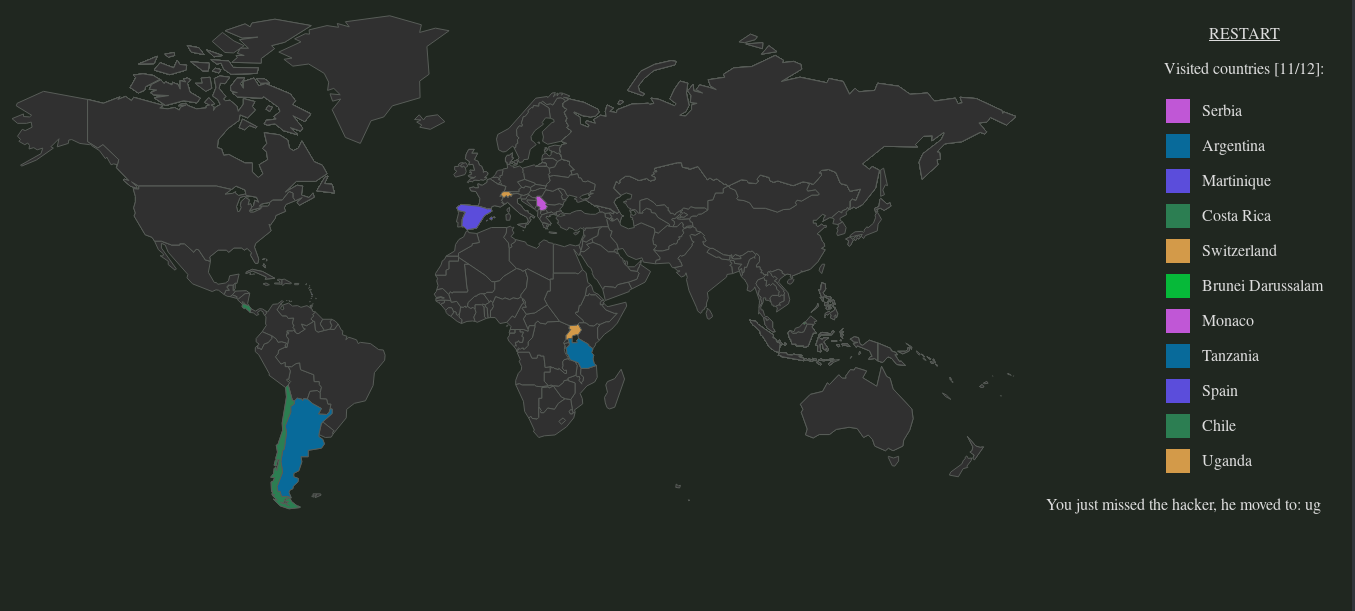 RESTART
Visited countries [11/12]:
Serbia
Argentina
Martinique
Costa Rica
Switzerland
Brunei Darussalam
Monaco
Tanzania
Spain
Chile
Uganda
You just missed the hacker, he moved to: ug